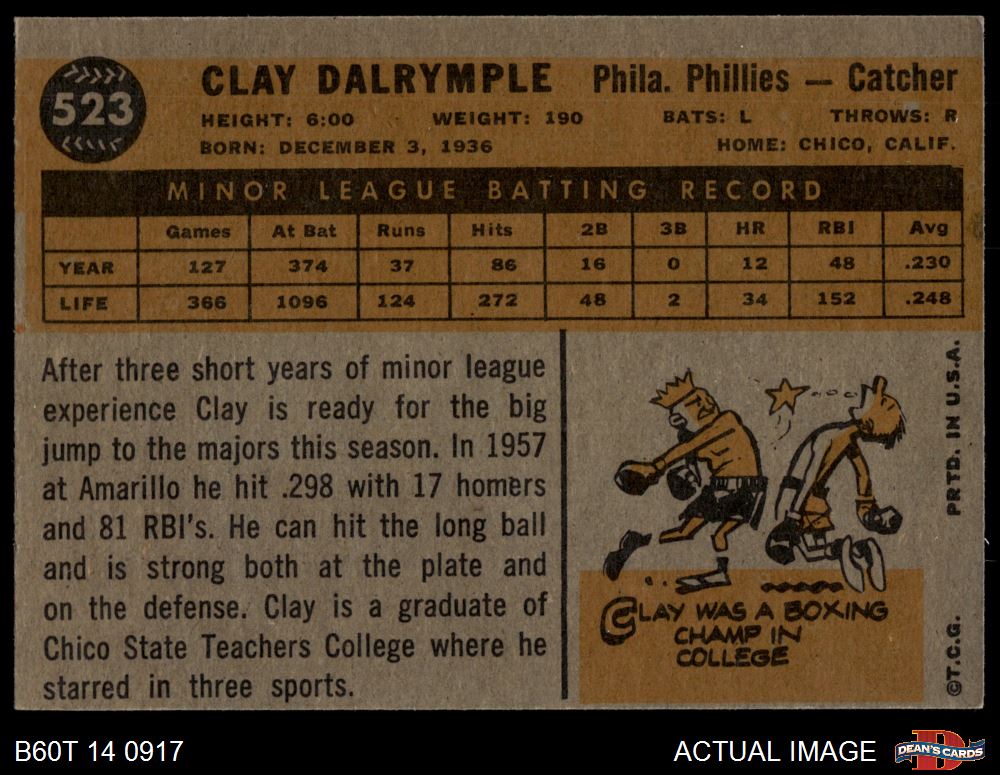 523
CLAY DALRYMPLE Phila. Phillies — Catcher
HEIGHT: 6:00 WEIGHT: 190 BATS: L THROWS: R
BORN: DECEMBER 3, 1936 HOME: CHICO, CALIF.
MINOR LEAGUE BATTING RECORD
Games At Bat Runs Hits 2B 3B HR RBI Avg
YEAR 127 374 37 86 16 0 12 48 .230
LIFE 366 1096 124 272 48 2 34 152 .248
After three short years of minor league
experience Clay is ready for the big
jump to the majors this season. In 1957
at Amarillo he hit .298 with 17 homers
and 81 RBI's. He can hit the long ball
and is strong both at the plate and
on the defense. Clay is a graduate of
Chico State Teachers College where he
starred in three sports.
CLAY WAS A BOXING
CHAMP IN
COLLEGE
©T.C.G. PRTD. IN U.S.A.
B60T 14 0917 ACTUAL IMAGE
DEAN'S CARDS